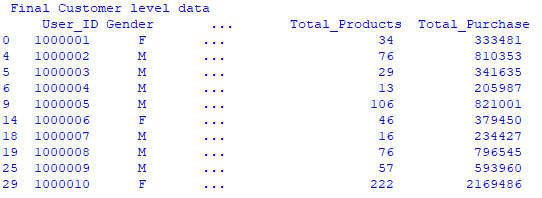 Final Customer level data
User_ID Gender ... Total_Products Total_Purchase
0 1000001 F ... 34 333481
4 1000002 M ... 76 810353
5 1000003 M ... 29 341635
6 1000004 M ... 13 205987
9 1000005 M ... 106 821001
14 1000006 F ... 46 379450
18 1000007 M ... 16 234427
19 1000008 M ... 76 796545
25 1000009 M ... 57 593960
29 1000010 F ... 222 2169486